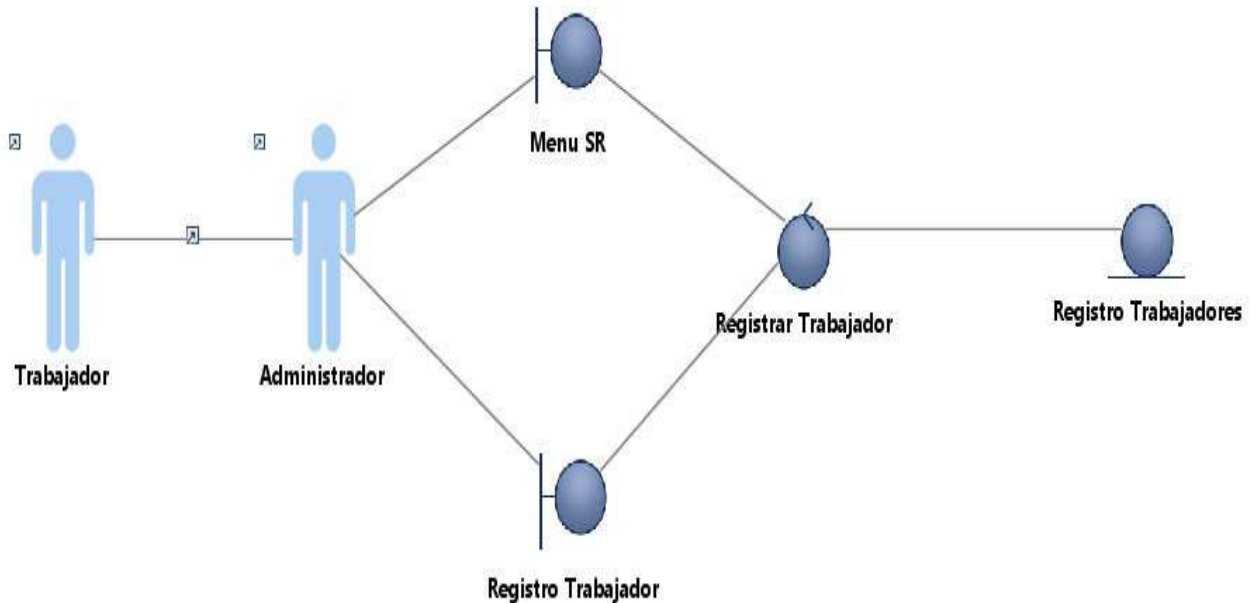 Menu SR
Trabajador
Administrador
Registrar Trabajador
Registro Trabajadores
Registro Trabajador